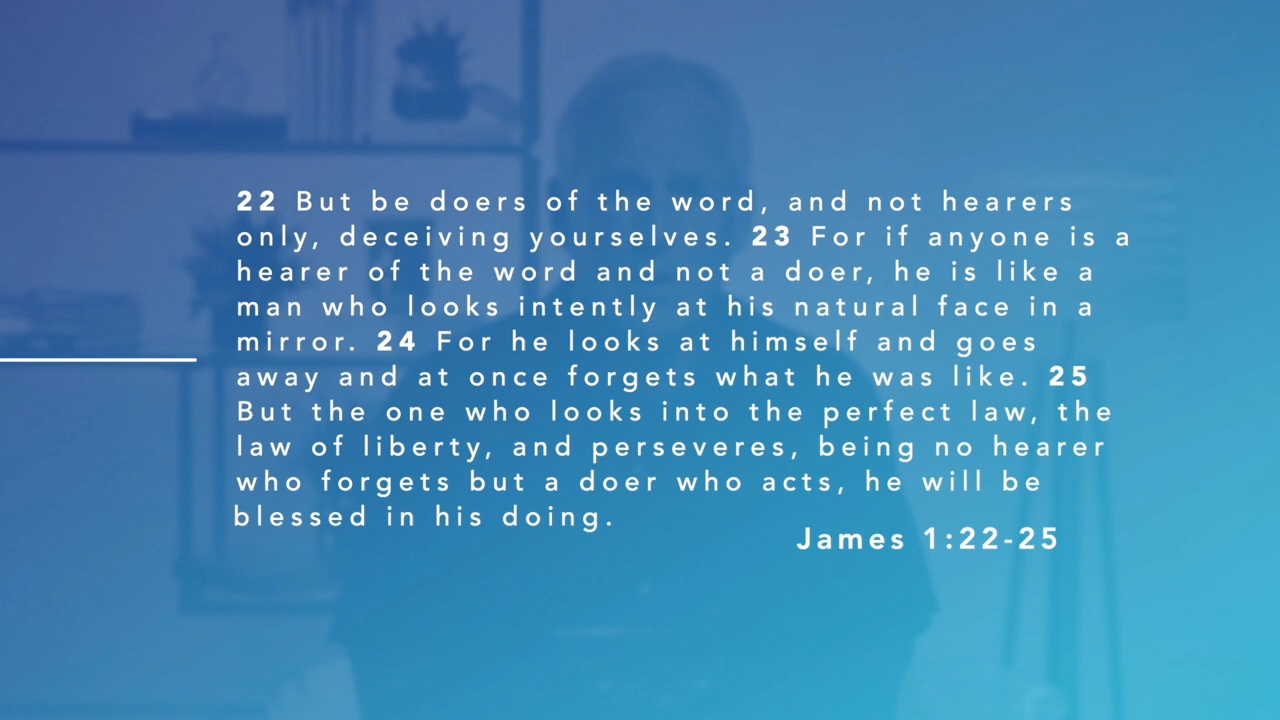 22 But be doers of the word, and not hearers
only, deceiving yourselves. 23 For if anyone is a
hearer of the word and not a doer, he is like a
man who looks intently at his natural face in a
mirror. 24 For he looks at himself and goes
away and at once forgets what he was like. 25
But the one who looks into the perfect law, the
law of liberty, and perseveres, being no hearer
who forgets but a doer who acts, he will be
blessed in his doing.
James 1:22-25